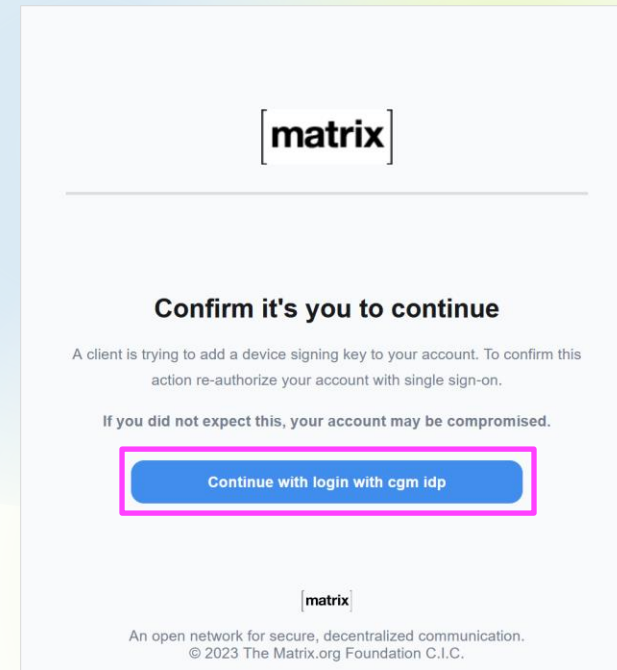 [matrix]
Confirm it's you to continue
A client is trying to add a device signing key to your account. To confirm this
action re-authorize your account with single sign-on.
If you did not expect this, your account may be compromised.
Continue with login with cgm idp
[matrix]
An open network for secure, decentralized communication.
© 2023 The Matrix.org Foundation C.I.C.